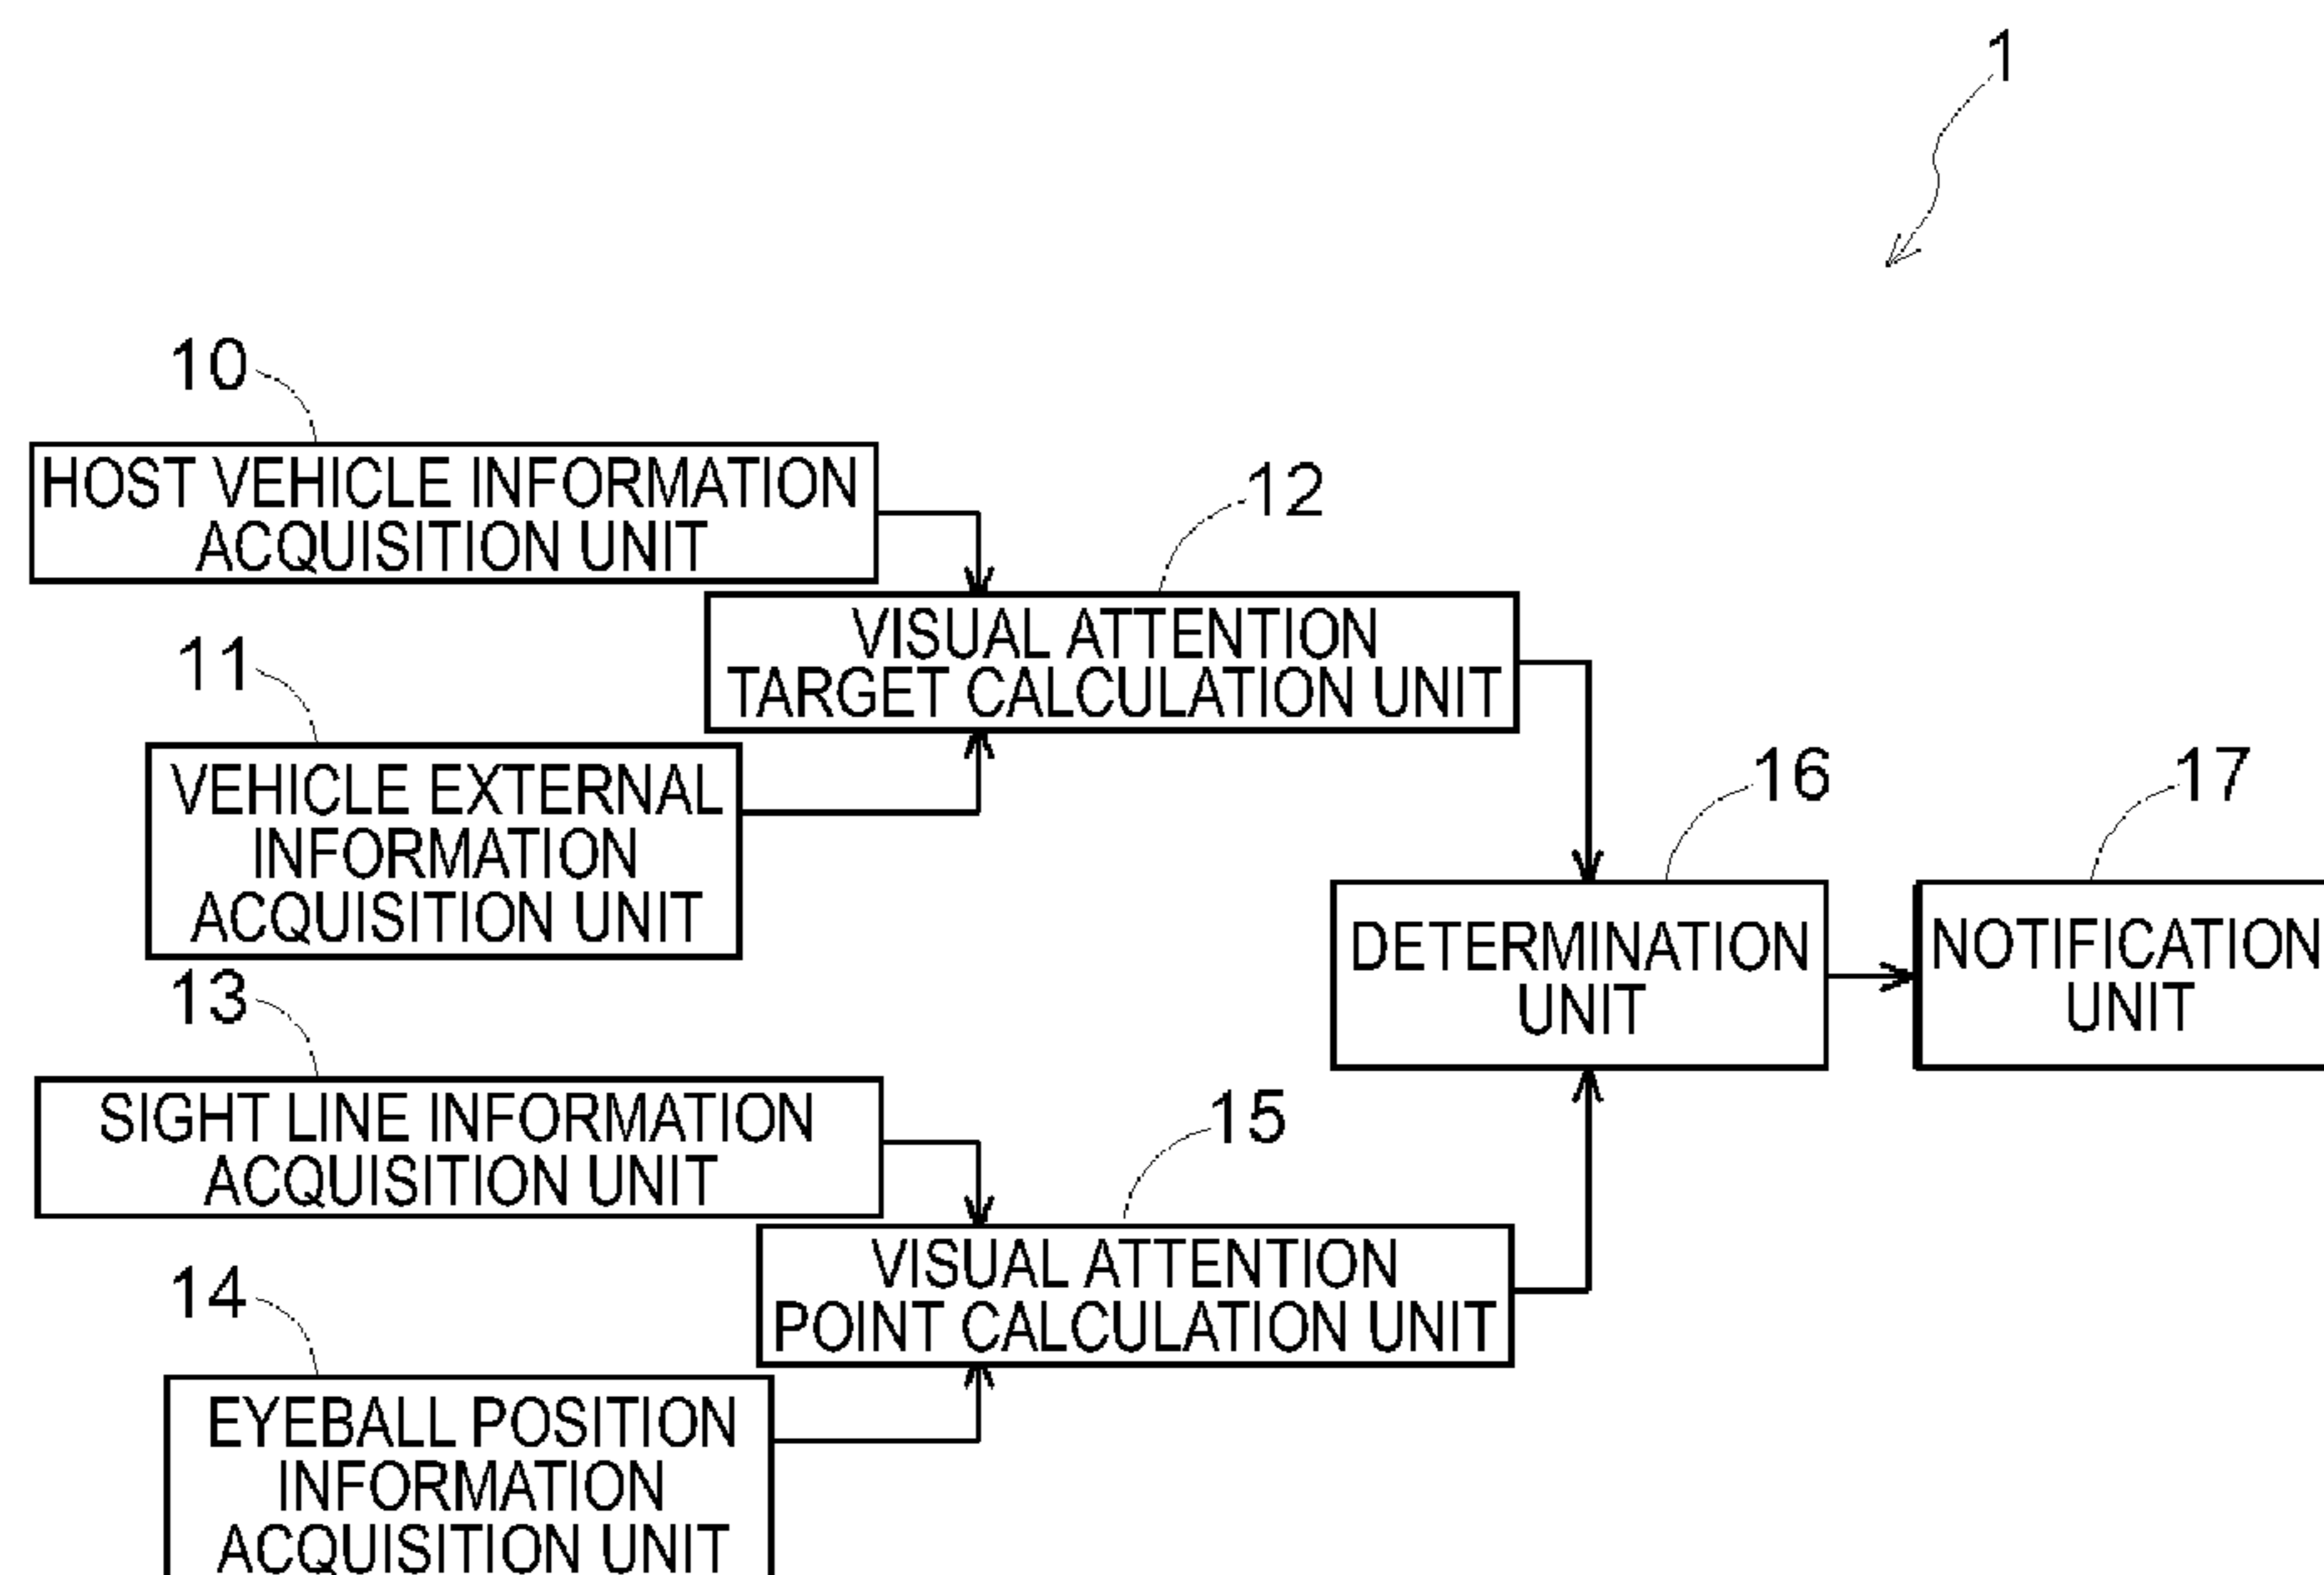 1
10
HOST VEHICLE INFORMATION
ACQUISITION UNIT
12
VISUAL ATTENTION
TARGET CALCULATION UNIT
11
VEHICLE EXTERNAL
INFORMATION
ACQUISITION UNIT
16
DETERMINATION
UNIT
17
NOTIFICATION
UNIT
13
SIGHT LINE INFORMATION
ACQUISITION UNIT
15
VISUAL ATTENTION
POINT CALCULATION UNIT
14
EYEBALL POSITION
INFORMATION
ACQUISITION UNIT